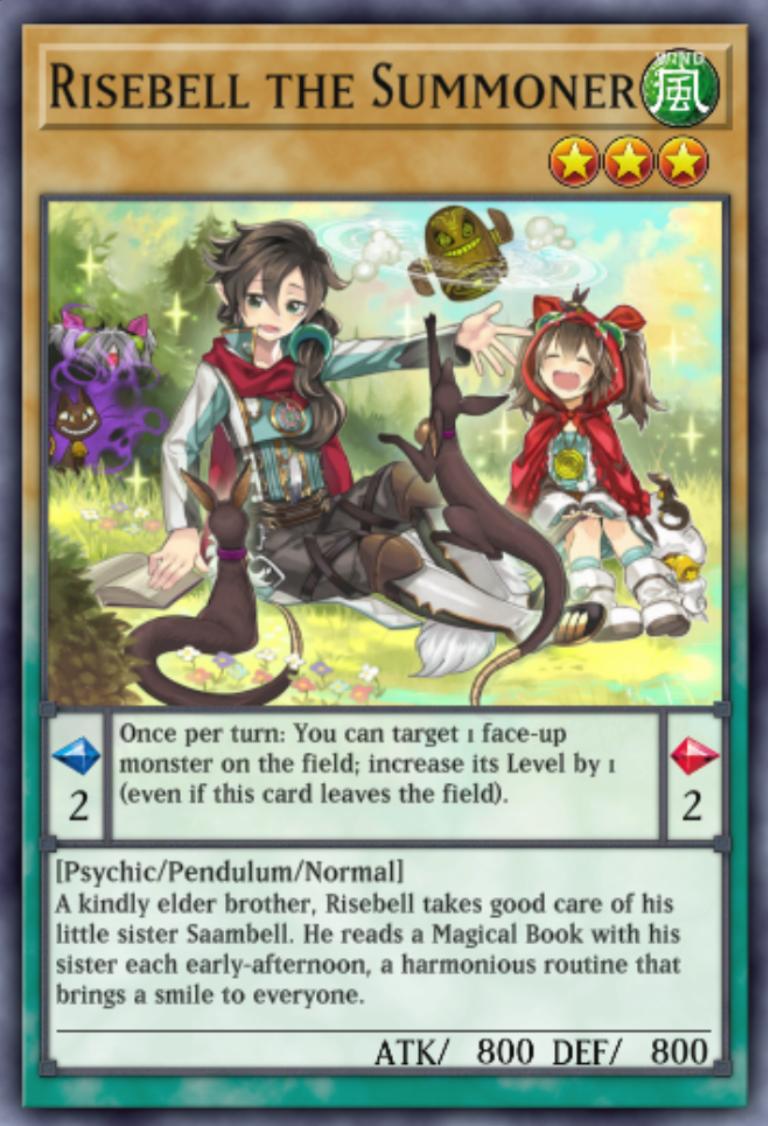 Risebell the Summoner
WIND
風
Once per turn: You can target 1 face-up
monster on the field; increase its Level by 1
(even if this card leaves the field).
2
2
[Psychic/Pendulum/Normal]
A kindly elder brother, Risebell takes good care of his
little sister Saambell. He reads a Magical Book with his
sister each early-afternoon, a harmonious routine that
brings a smile to everyone.
ATK/ 800 DEF/ 800